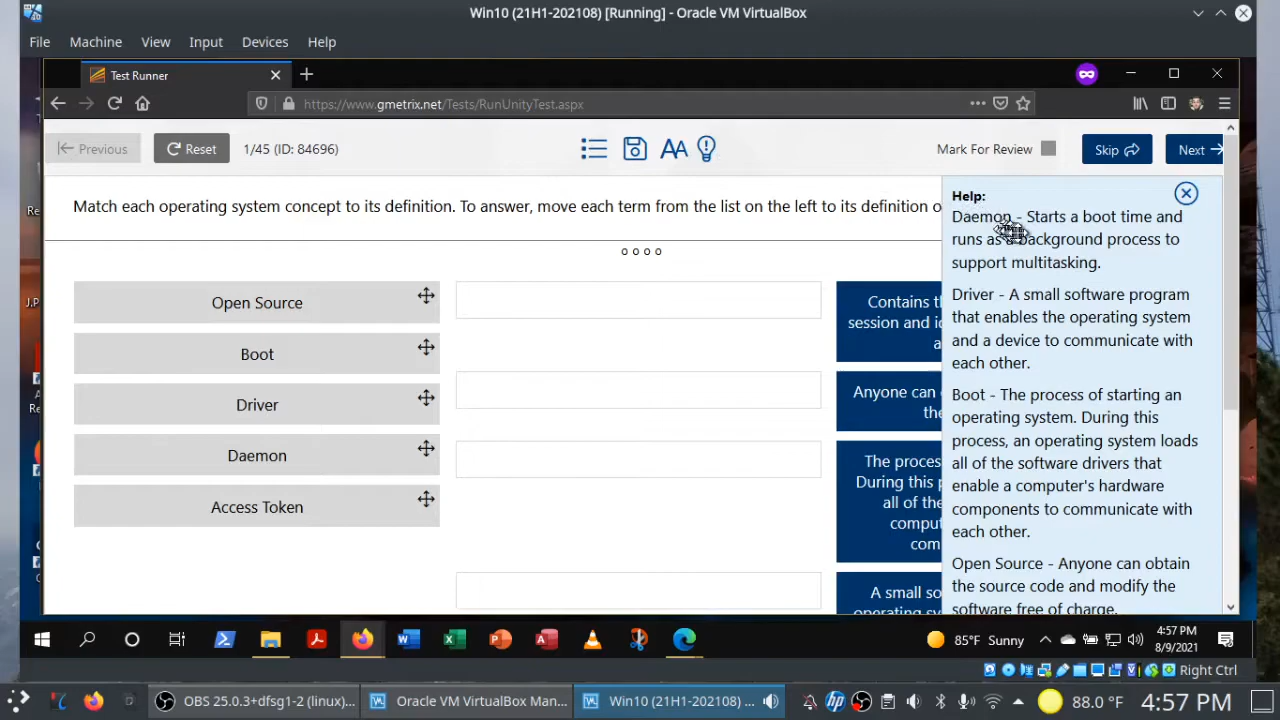 Win10 (21H1-202108) [Running] - Oracle VM VirtualBox
File Machine View Input Devices Help
Test Runner
https://www.gmetrix.net/Tests/RunUnityTest.aspx
Previous
Reset
1/45 (ID: 84696)
AA
Mark For Review
Skip
Next
Match each operating system concept to its definition. To answer, move each term from the list on the left to its definition o
Open Source
Boot
Driver
Daemon
Access Token
Contains th
session and i
a
Anyone can
the
The proces
During this p
all of the
comput
com
A small so
operating sy
Help:
Daemon - Starts a boot time and
runs as a background process to
support multitasking.
Driver - A small software program
that enables the operating system
and a device to communicate with
each other.
Boot - The process of starting an
operating system. During this
process, an operating system loads
all of the software drivers that
enable a computer's hardware
components to communicate with
each other.
Open Source - Anyone can obtain
the source code and modify the
software free of charge.
85°F Sunny
4:57 PM
8/9/2021
Right Ctrl
OBS 25.0.3+dfsg1-2 (linux)...
Oracle VM VirtualBox Man...
Win10 (21H1-202108) ...
88.0 °F
4:57 PM